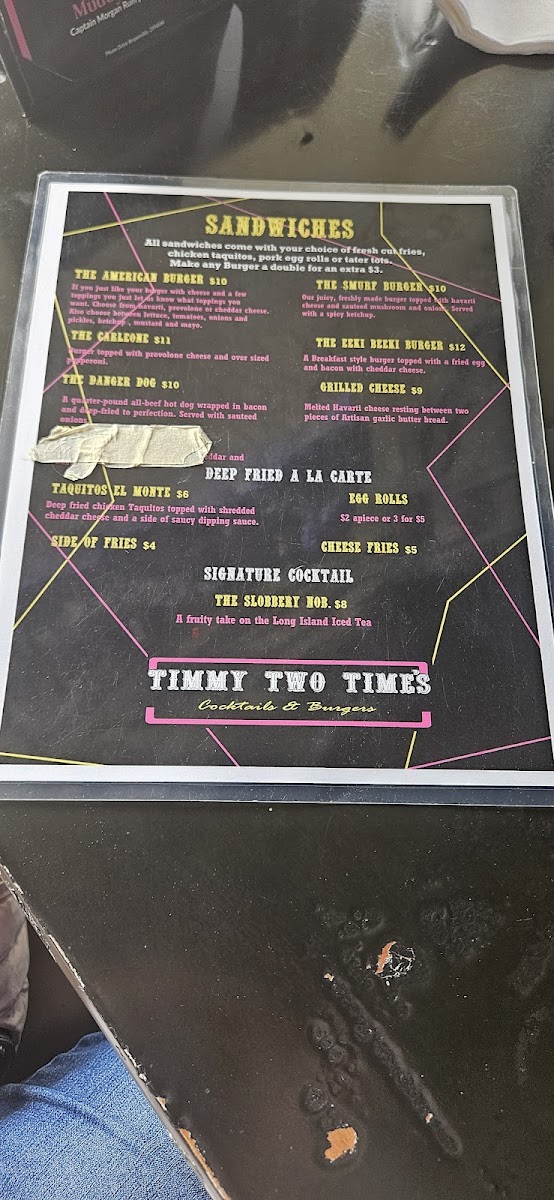 Captain Morgan Rum
SANDWICHES
All sandwiches come with your choice of fresh cut fries,
chicken taquitos, pork egg rolls or tater tots.
Make any Burger a double for an extra $3.
THE AMERICAN BURGER $10
If you just like your burger with cheese and a few
toppings you just let us know what toppings you
want. Choose from havarti, provolone or cheddar cheese.
Also choose between lettuce, tomatoes, onions and
pickles, ketchup, mustard and mayo.
THE CARLEONE $11
Burger topped with provolone cheese and over sized
pepperoni.
THE DANGER DOG $10
A quarter-pound all-beef hot dog wrapped in bacon
and deep-fried to perfection. Served with sauteed
onions
and
THE SMURF BURGER $10
Our juicy, freshly made burger topped with havarti
cheese and sauted mushroom and onions. Served
with a spicy ketchup.
THE EEKI BEEKI BURGER $12
A Breakfast style burger topped with a fried egg
and bacon with cheddar cheese.
GRILLED CHEESE $9
Melted Havarti cheese resting between two
pieces of Artisan garlic butter bread.
DEEP FRIED A LA CARTE
TAQUITOS EL MONTE $6
Deep fried chicken Taquitos topped with shredded
cheddar cheese and a side of saucy dipping sauce.
SIDE OF FRIES $4
EGG ROLLS
$2 apiece or 3 for $5
CHEESE FRIES $5
SIGNATURE COCKTAIL
THE SLOBBERY NOB. $8
A fruity take on the Long Island Iced Tea
TIMMY TWO TIME'S
Cocktails & Burgers